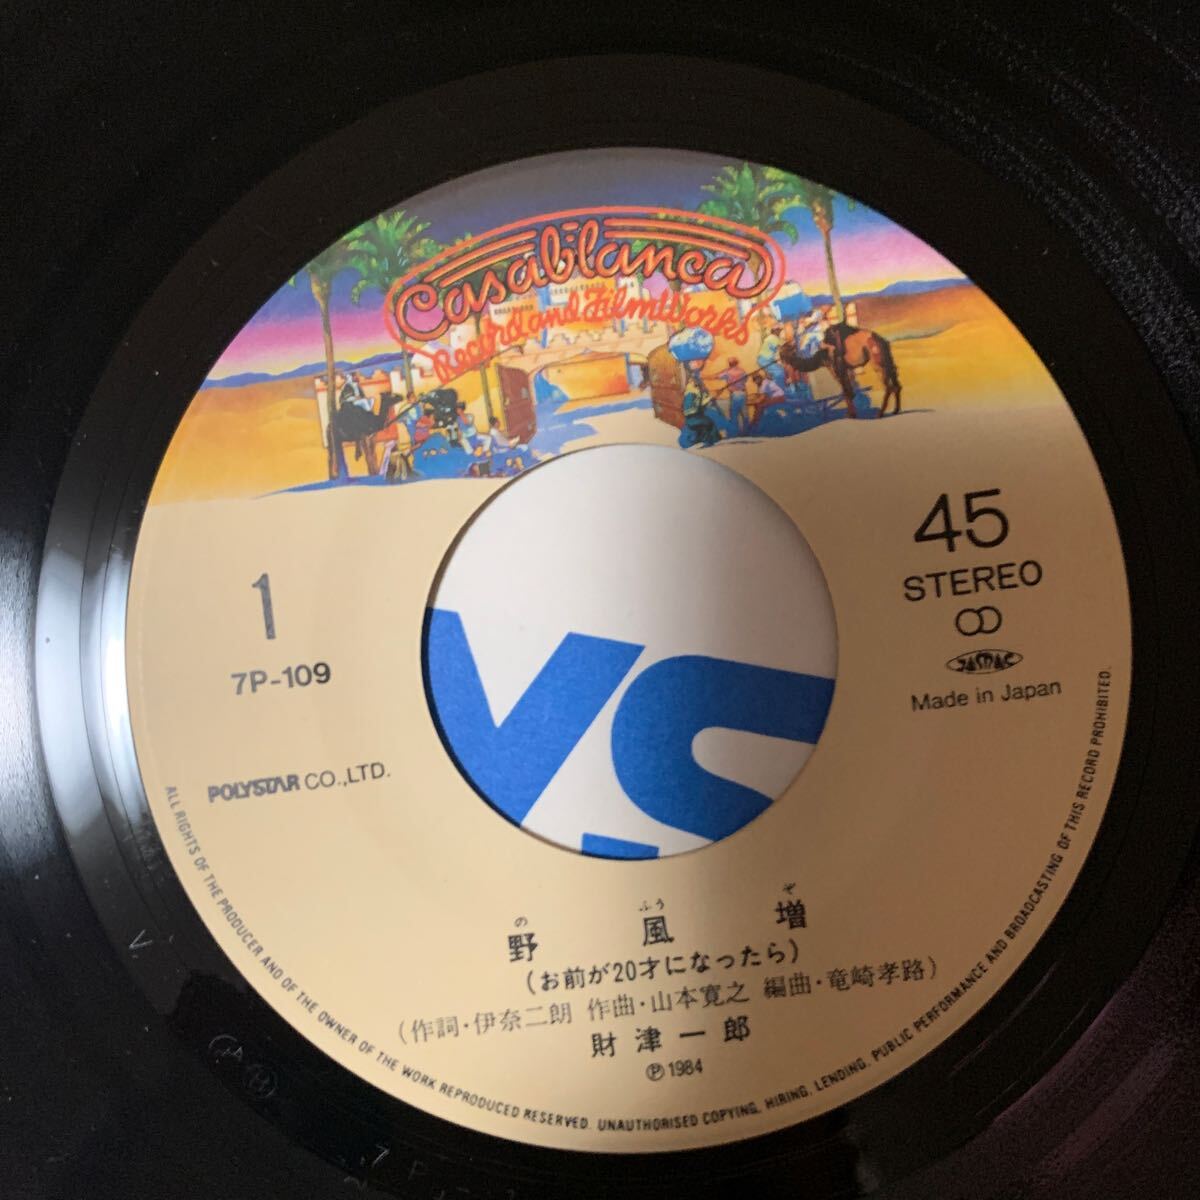 Casablanca
Record and FilmWorks
45
STEREO
JASRAC
Made in Japan
1
7P-109
POLYSTAR CO.,LTD.
VS
の ふう ぞ
野風増
(お前が20才になったら)
(作詞・伊奈二朗 作曲・山本寛之 編曲・竜崎孝路)
財津一郎
Ⓟ1984
ALL RIGHTS OF THE PRODUCER AND OF THE OWNER OF THE WORK REPRODUCED RESERVED. UNAUTHORISED COPYING, HIRING, LENDING, PUBLIC PERFORMANCE AND BROADCASTING OF THIS RECORD PROHIBITED.